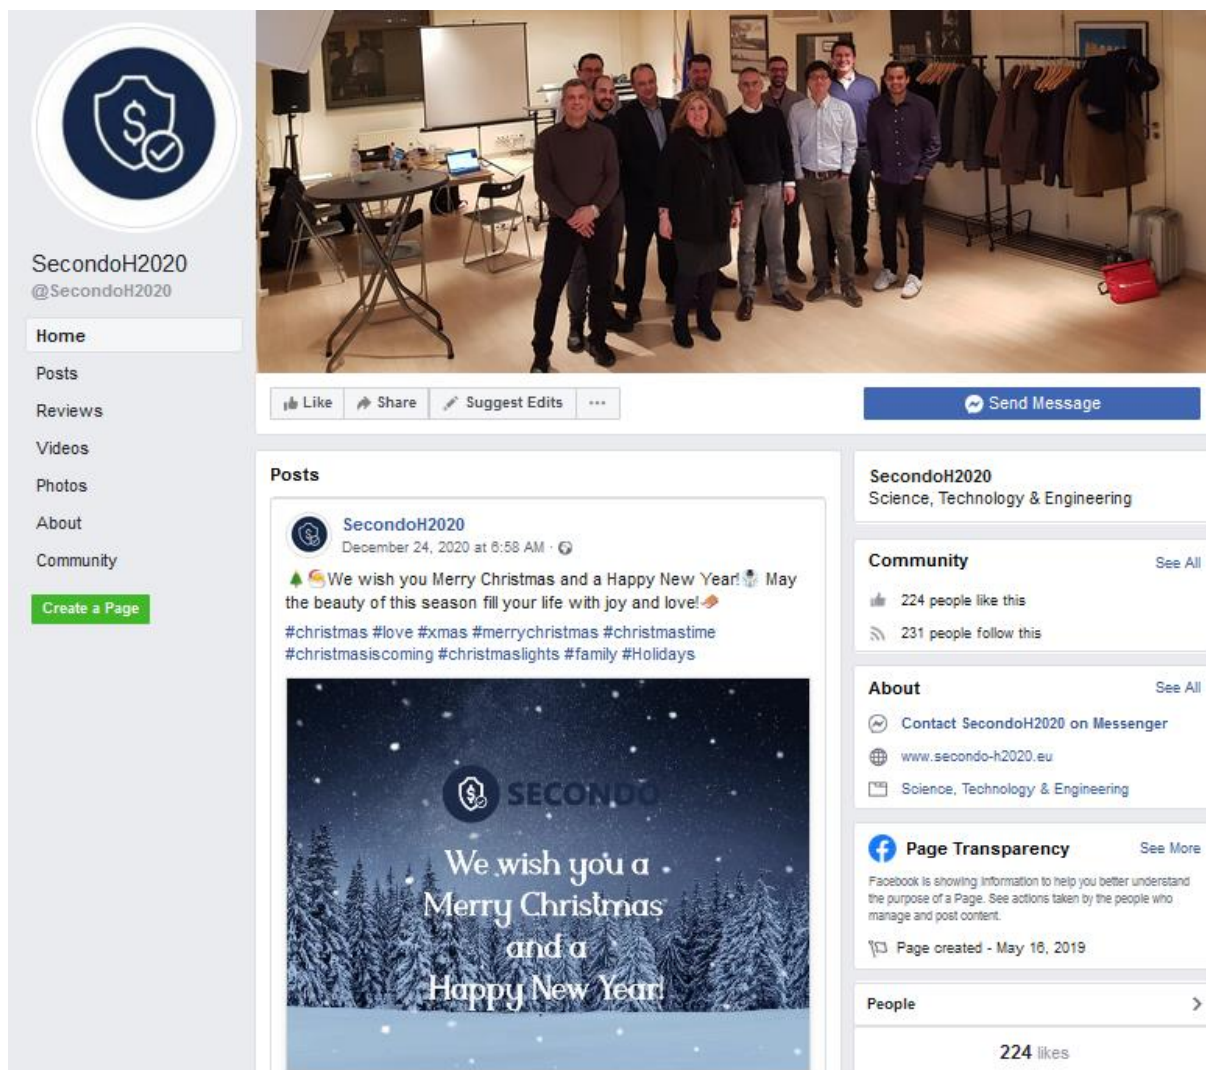 SecondoH2020
@SecondoH2020
Home
Posts
Reviews
Videos
Photos
About
Community
Create a Page
Like
Share
Suggest Edits
...
Send Message
Posts
SecondoH2020
December 24, 2020 at 6:58 AM ·
We wish you Merry Christmas and a Happy New Year! May
the beauty of this season fill your life with joy and love!
#christmas #love #xmas #merrychristmas #christmastime
#christmasiscoming #christmaslights #family #Holidays
SECONDO
We wish you a
Merry Christmas
and a
Happy New Year!
SecondoH2020
Science, Technology & Engineering
Community
See All
224 people like this
231 people follow this
About
See All
Contact SecondoH2020 on Messenger
www.secondo-h2020.eu
Science, Technology & Engineering
Page Transparency
See More
Facebook is showing information to help you better understand
the purpose of a Page. See actions taken by the people who
manage and post content.
Page created - May 16, 2019
People
224 likes